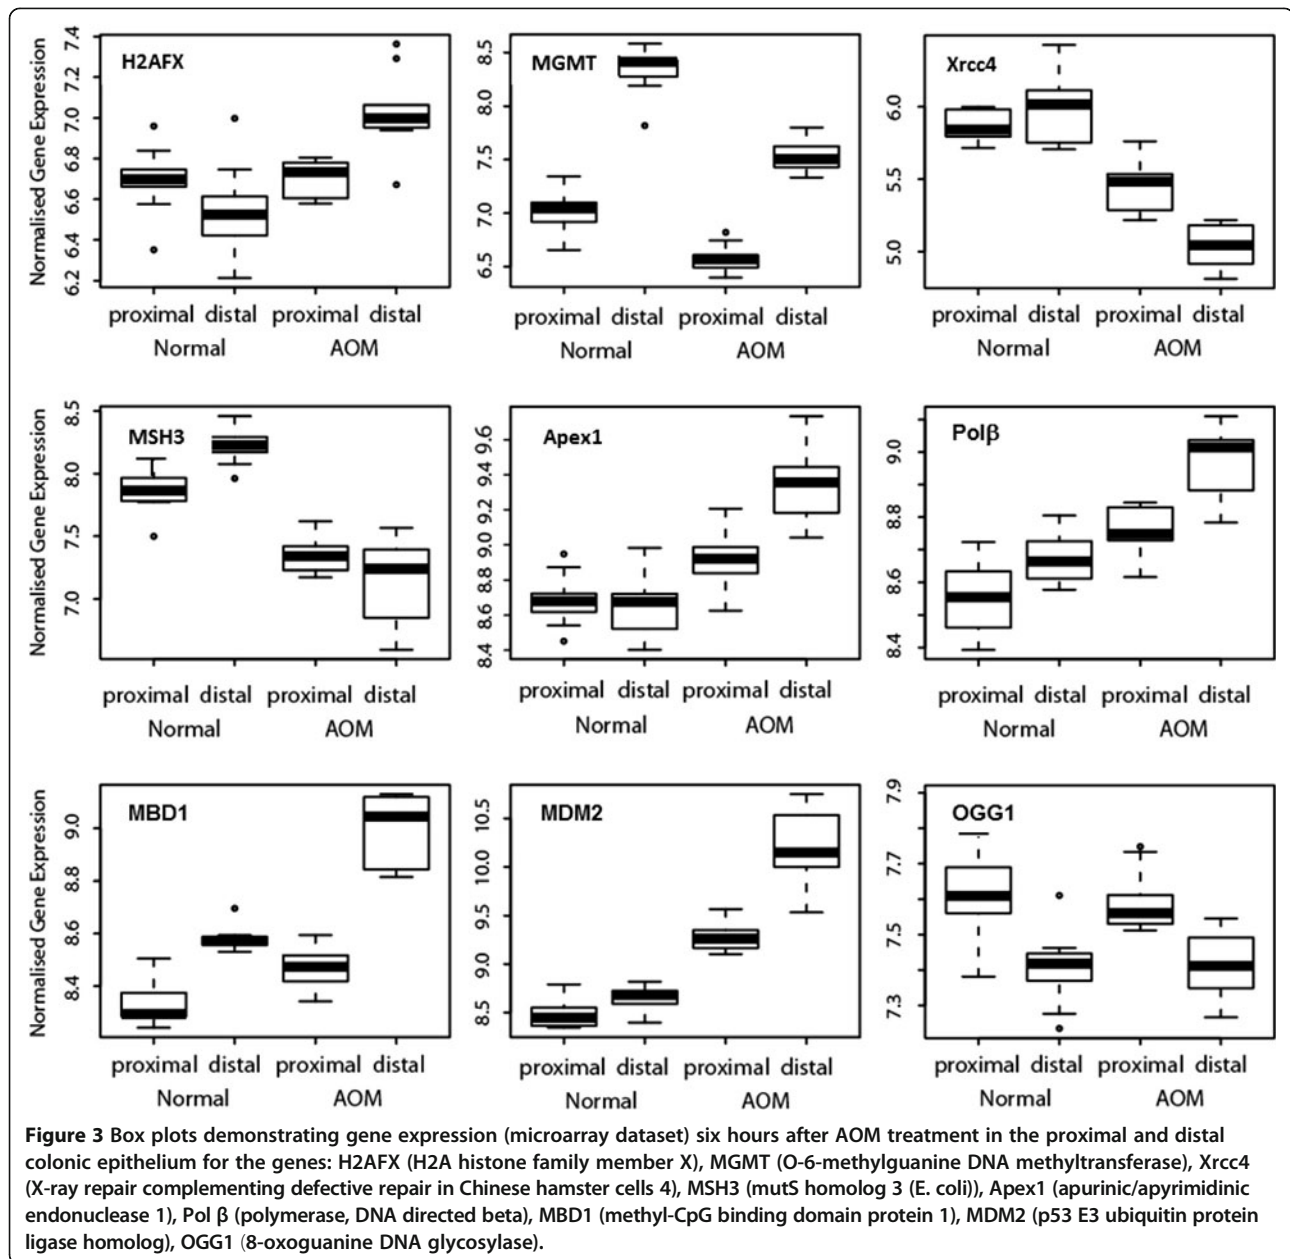 H2AFX
Normalised Gene Expression
7.4
7.2
7.0
6.8
6.6
6.4
6.2
proximal distal proximal distal
Normal AOM
MGMT
8.5
8.0
7.5
7.0
6.5
proximal distal proximal distal
Normal AOM
Xrcc4
6.0
5.5
5.0
proximal distal proximal distal
Normal AOM
MSH3
Normalised Gene Expression
8.5
8.0
7.5
7.0
proximal distal proximal distal
Normal AOM
Apex1
9.6
9.4
9.2
9.0
8.8
8.6
8.4
proximal distal proximal distal
Normal AOM
Polβ
9.0
8.8
8.6
8.4
proximal distal proximal distal
Normal AOM
MBD1
Normalised Gene Expression
9.0
8.8
8.6
8.4
proximal distal proximal distal
Normal AOM
MDM2
10.5
10.0
9.5
9.0
8.5
proximal distal proximal distal
Normal AOM
OGG1
7.9
7.7
7.5
7.3
proximal distal proximal distal
Normal AOM
Figure 3 Box plots demonstrating gene expression (microarray dataset) six hours after AOM treatment in the proximal and distal
colonic epithelium for the genes: H2AFX (H2A histone family member X), MGMT (O-6-methylguanine DNA methyltransferase), Xrcc4
(X-ray repair complementing defective repair in Chinese hamster cells 4), MSH3 (mutS homolog 3 (E. coli)), Apex1 (apurinic/apyrimidinic
endonuclease 1), Pol β (polymerase, DNA directed beta), MBD1 (methyl-CpG binding domain protein 1), MDM2 (p53 E3 ubiquitin protein
ligase homolog), OGG1 (8-oxoguanine DNA glycosylase).